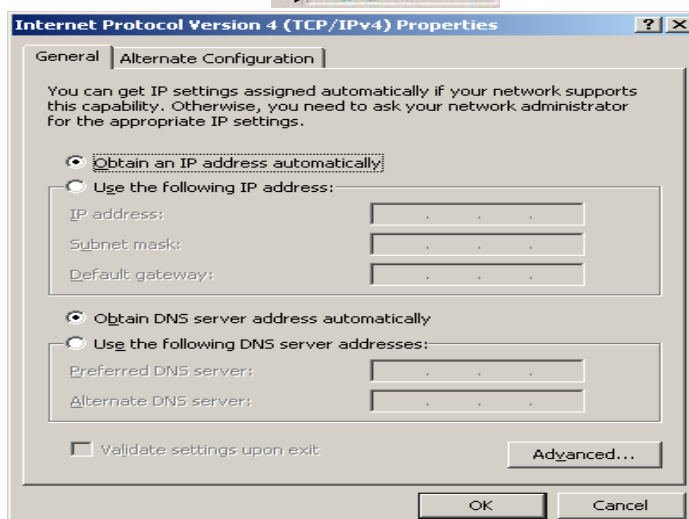 Internet Protocol Version 4 (TCP/IPv4) Properties
General
Alternate Configuration
You can get IP settings assigned automatically if your network supports
this capability. Otherwise, you need to ask your network administrator
for the appropriate IP settings.
Obtain an IP address automatically
Use the following IP address:
IP address:
Subnet mask:
Default gateway:
Obtain DNS server address automatically
Use the following DNS server addresses:
Preferred DNS server:
Alternate DNS server:
Validate settings upon exit
Advanced...
OK
Cancel